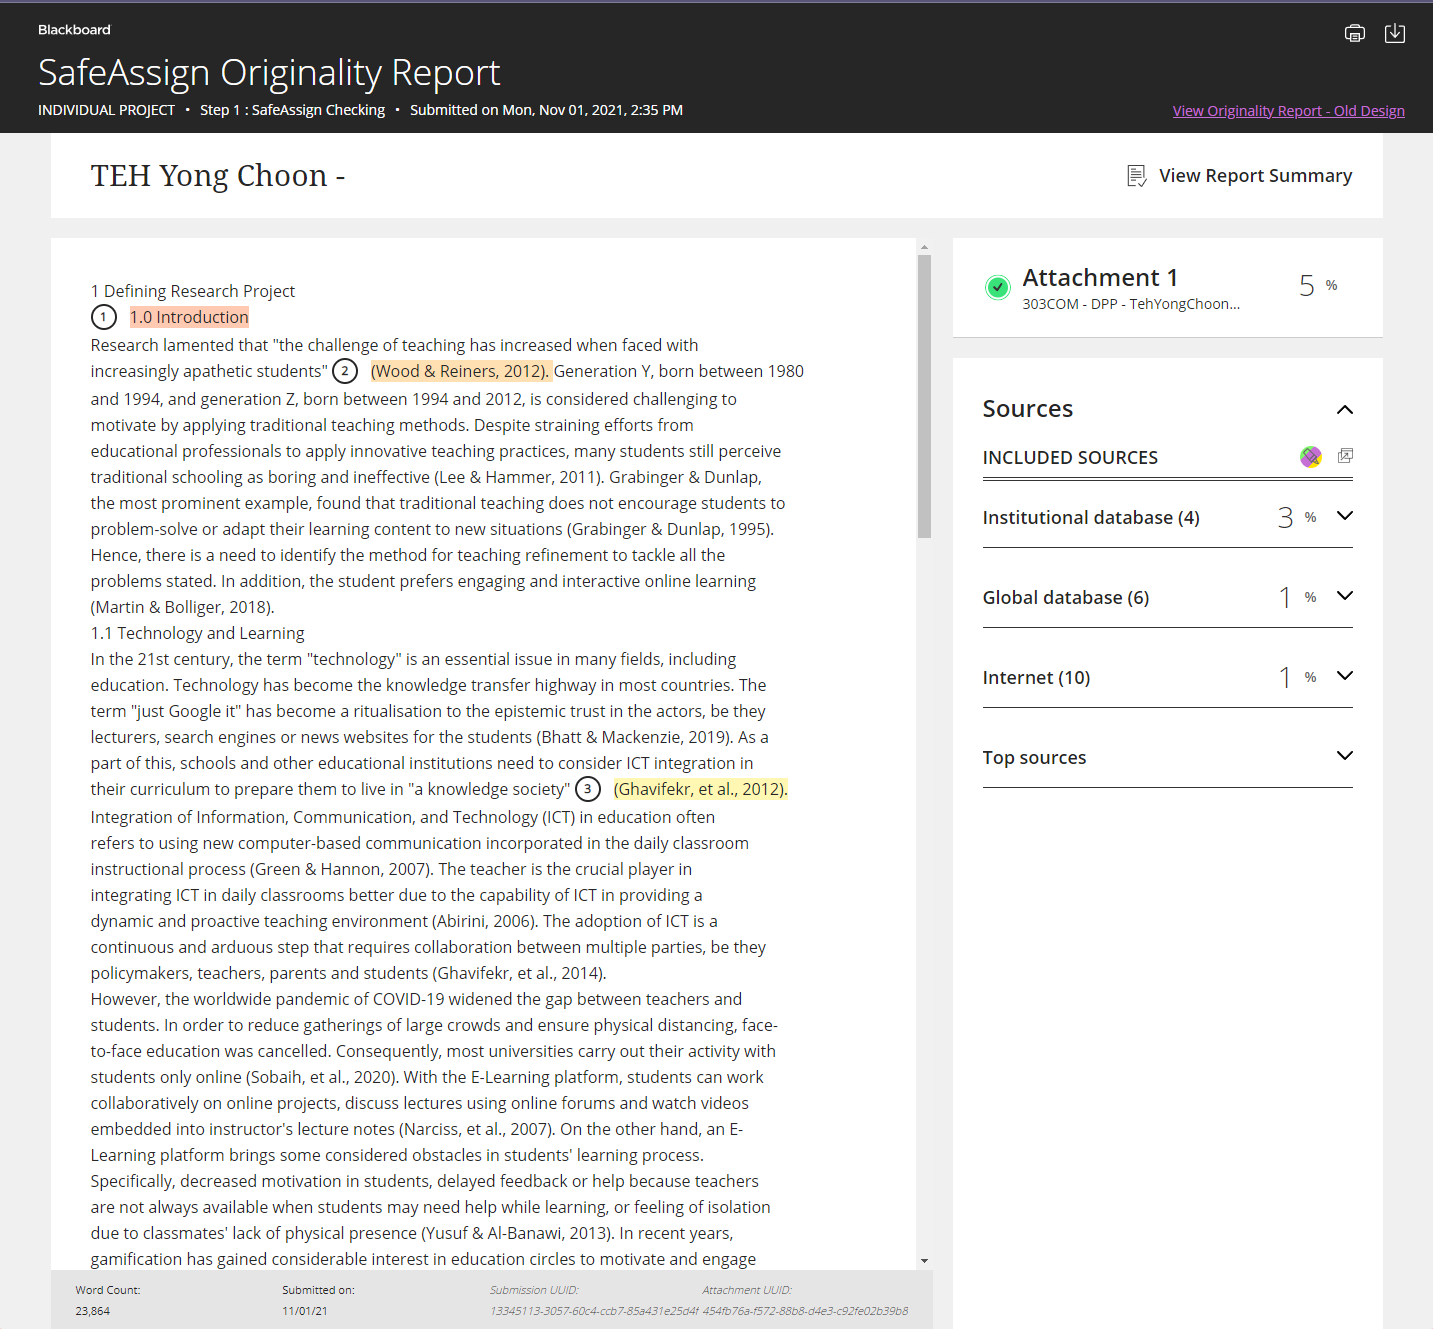 Blackboard
SafeAssign Originality Report
INDIVIDUAL PROJECT • Step 1 : SafeAssign Checking • Submitted on Mon, Nov 01, 2021, 2:35 PM
View Originality Report - Old Design
TEH Yong Choon -
View Report Summary
1 Defining Research Project
1 1.0 Introduction
Research lamented that "the challenge of teaching has increased when faced with
increasingly apathetic students" 2 (Wood & Reiners, 2012). Generation Y, born between 1980
and 1994, and generation Z, born between 1994 and 2012, is considered challenging to
motivate by applying traditional teaching methods. Despite straining efforts from
educational professionals to apply innovative teaching practices, many students still perceive
traditional schooling as boring and ineffective (Lee & Hammer, 2011). Grabinger & Dunlap,
the most prominent example, found that traditional teaching does not encourage students to
problem-solve or adapt their learning content to new situations (Grabinger & Dunlap, 1995).
Hence, there is a need to identify the method for teaching refinement to tackle all the
problems stated. In addition, the student prefers engaging and interactive online learning
(Martin & Bolliger, 2018).
1.1 Technology and Learning
In the 21st century, the term "technology" is an essential issue in many fields, including
education. Technology has become the knowledge transfer highway in most countries. The
term "just Google it" has become a ritualisation to the epistemic trust in the actors, be they
lecturers, search engines or news websites for the students (Bhatt & Mackenzie, 2019). As a
part of this, schools and other educational institutions need to consider ICT integration in
their curriculum to prepare them to live in "a knowledge society" 3 (Ghavifekr, et al., 2012).
Integration of Information, Communication, and Technology (ICT) in education often
refers to using new computer-based communication incorporated in the daily classroom
instructional process (Green & Hannon, 2007). The teacher is the crucial player in
integrating ICT in daily classrooms better due to the capability of ICT in providing a
dynamic and proactive teaching environment (Abirini, 2006). The adoption of ICT is a
continuous and arduous step that requires collaboration between multiple parties, be they
policymakers, teachers, parents and students (Ghavifekr, et al., 2014).
However, the worldwide pandemic of COVID-19 widened the gap between teachers and
students. In order to reduce gatherings of large crowds and ensure physical distancing, face-
to-face education was cancelled. Consequently, most universities carry out their activity with
students only online (Sobaih, et al., 2020). With the E-Learning platform, students can work
collaboratively on online projects, discuss lectures using online forums and watch videos
embedded into instructor's lecture notes (Narciss, et al., 2007). On the other hand, an E-
Learning platform brings some considered obstacles in students' learning process.
Specifically, decreased motivation in students, delayed feedback or help because teachers
are not always available when students may need help while learning, or feeling of isolation
due to classmates' lack of physical presence (Yusuf & Al-Banawi, 2013). In recent years,
gamification has gained considerable interest in education circles to motivate and engage
Word Count:
23,864
Submitted on:
11/01/21
Submission UUID:
13345113-3057-60c4-ccb7-85a431e25d4f
Attachment UUID:
454fb76a-f572-88b8-d4e3-c92fe02b39b8
Attachment 1
303COM - DPP - TehYongChoon...
5 %
Sources
INCLUDED SOURCES
Institutional database (4) 3 %
Global database (6) 1 %
Internet (10) 1 %
Top sources